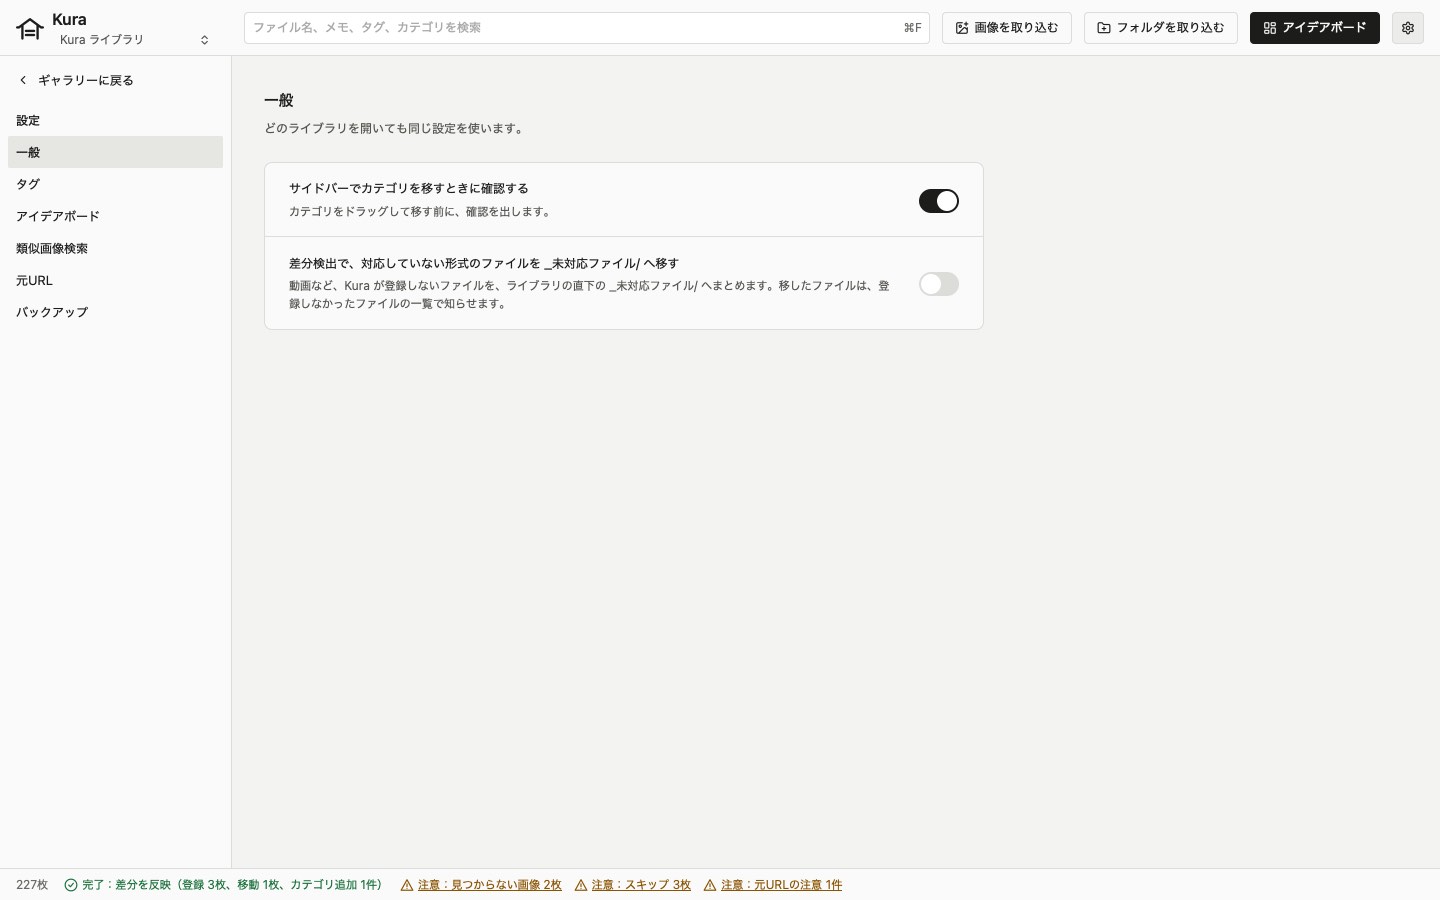 Kura
Kura ライブラリ
ファイル名、メモ、タグ、カテゴリを検索
⌘F
画像を取り込む
フォルダを取り込む
アイデアボード
ギャラリーに戻る
設定
一般
タグ
アイデアボード
類似画像検索
元URL
バックアップ
一般
どのライブラリを開いても同じ設定を使います。
サイドバーでカテゴリを移すときに確認する
カテゴリをドラッグして移す前に、確認を出します。
差分検出で、対応していない形式のファイルを _未対応ファイル/ へ移す
動画など、Kura が登録しないファイルを、ライブラリの直下の _未対応ファイル/ へまとめます。移したファイルは、登
録しなかったファイルの一覧で知らせます。
227枚
完了：差分を反映（登録 3枚、移動 1枚、カテゴリ追加 1件）
注意：見つからない画像 2枚
注意：スキップ 3枚
注意：元URLの注意 1件